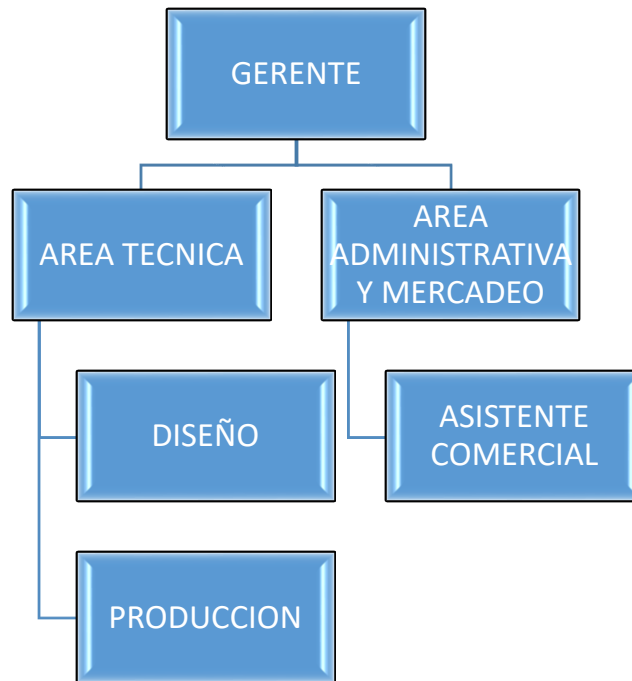 GERENTE
AREA TECNICA
AREA
ADMINISTRATIVA
Y MERCADEO
DISEÑO
ASISTENTE
COMERCIAL
PRODUCCION